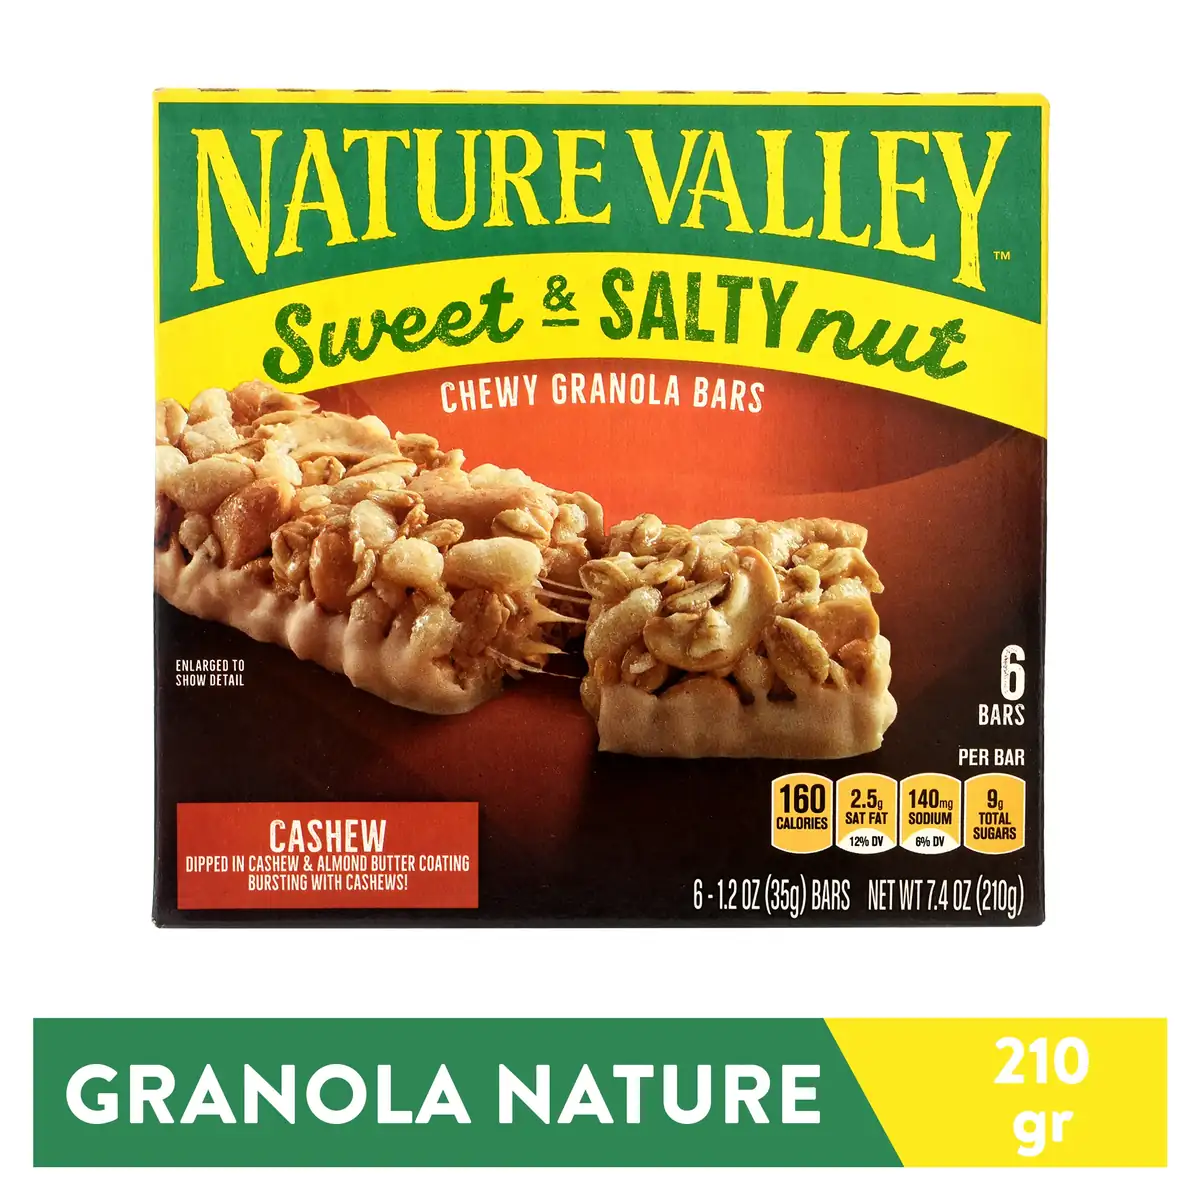 NATURE VALLEY™
Sweet & SALTY nut
CHEWY GRANOLA BARS
ENLARGED TO
SHOW DETAIL
6
BARS
PER BAR
160
CALORIES
2.5g
SAT FAT
12% DV
140mg
SODIUM
6% DV
9g
TOTAL
SUGARS
CASHEW
DIPPED IN CASHEW & ALMOND BUTTER COATING
BURSTING WITH CASHEWS!
6 - 1.2 OZ (35g) BARS NET WT 7.4 OZ (210g)
GRANOLA NATURE
210
gr